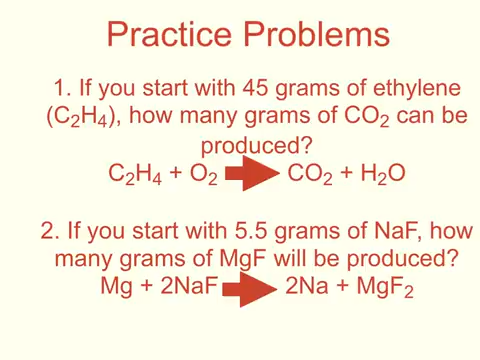 Practice Problems
1. If you start with 45 grams of ethylene
(C₂H₄), how many grams of CO₂ can be
produced?
C₂H₄ + O₂ CO₂ + H₂O
2. If you start with 5.5 grams of NaF, how
many grams of MgF will be produced?
Mg + 2NaF 2Na + MgF₂